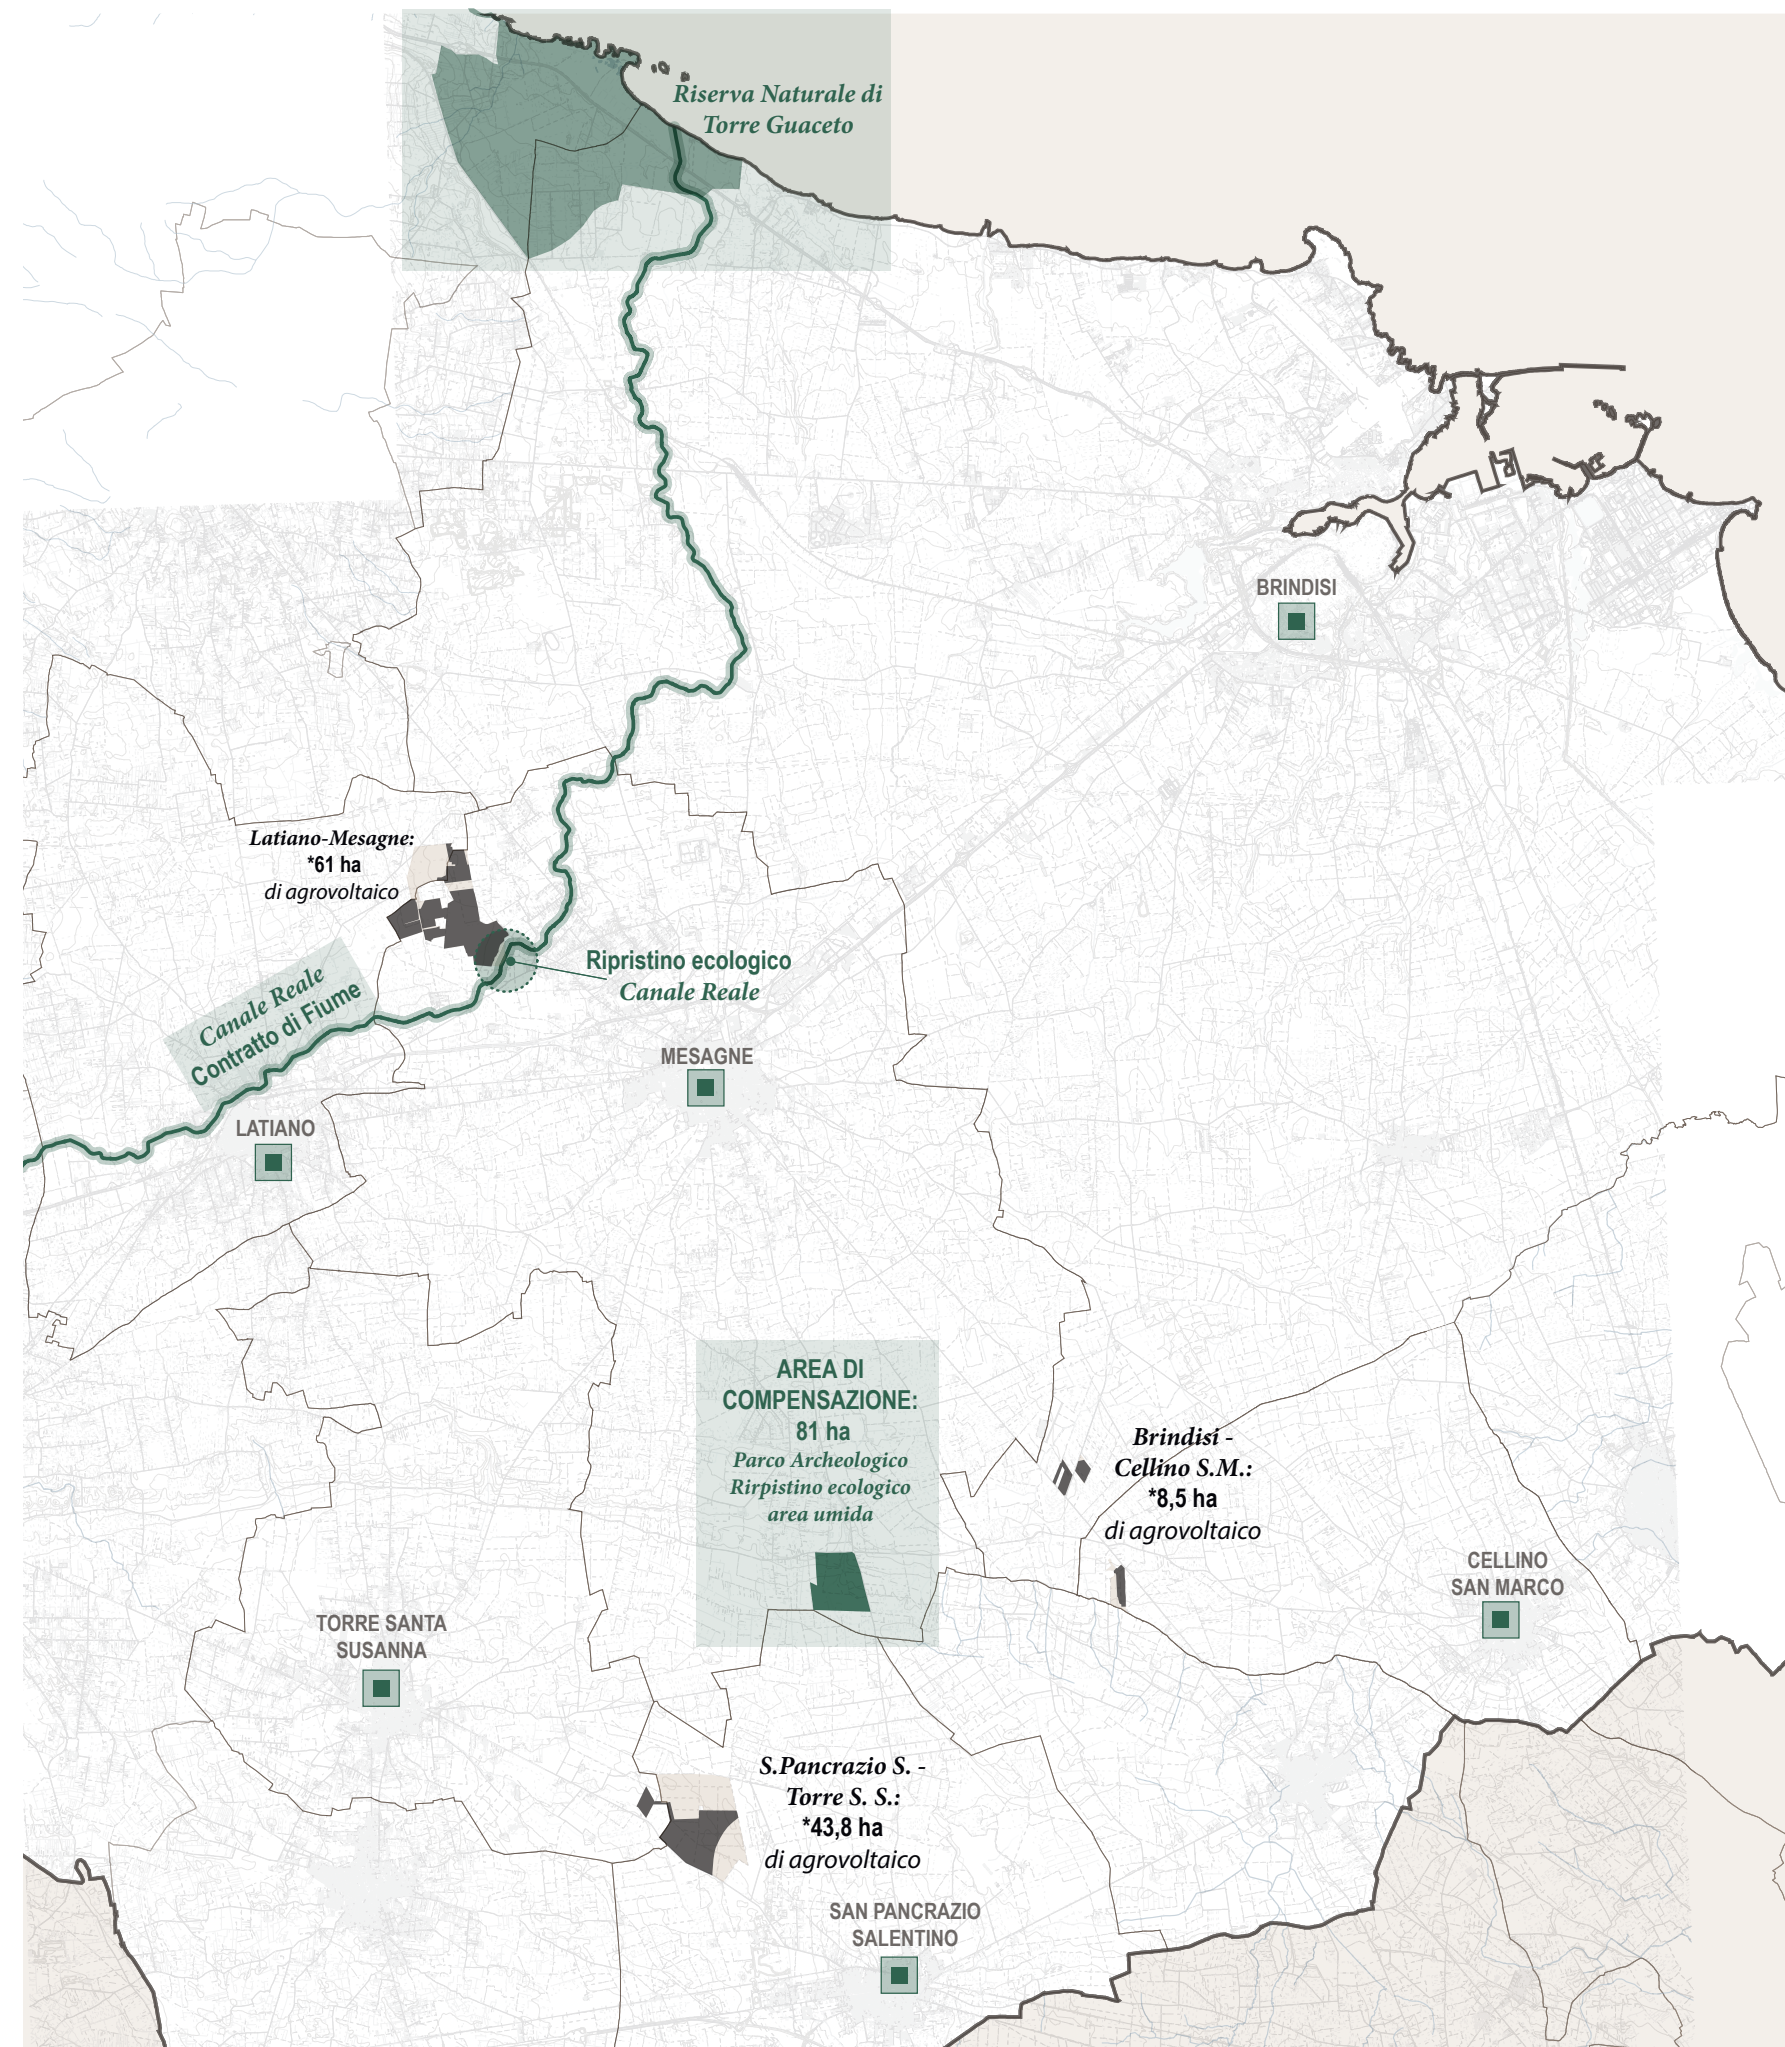 Riserva Naturale di
Torre Guaceto
BRINDISI
Latiano-Mesagne:
*61 ha
di agrovoltaico
Ripristino ecologico
Canale Reale
Canale Reale
Contratto di Fiume
MESAGNE
LATIANO
AREA DI
COMPENSAZIONE:
81 ha
Parco Archeologico
Rirpistino ecologico
area umida
Brindisi -
Cellino S.M.:
*8,5 ha
di agrovoltaico
CELLINO
SAN MARCO
TORRE SANTA
SUSANNA
S.Pancrazio S. -
Torre S. S.:
*43,8 ha
di agrovoltaico
SAN PANCRAZIO
SALENTINO